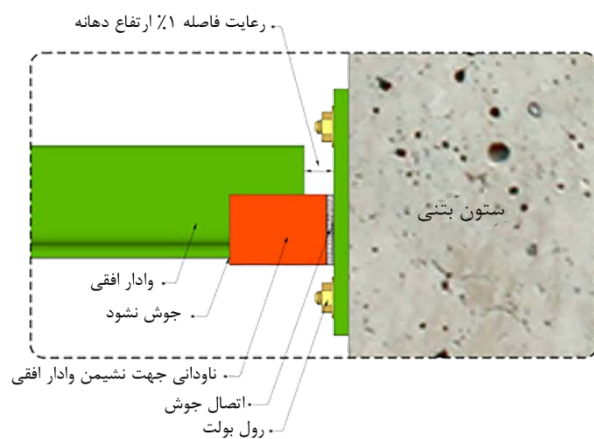 رعایت فاصله ۱٪ ارتفاع دهانه
ستون بتنی
وادار افقی
جوش نشود
ناودانی جهت نشیمن وادار افقی
اتصال جوش
رول بولت